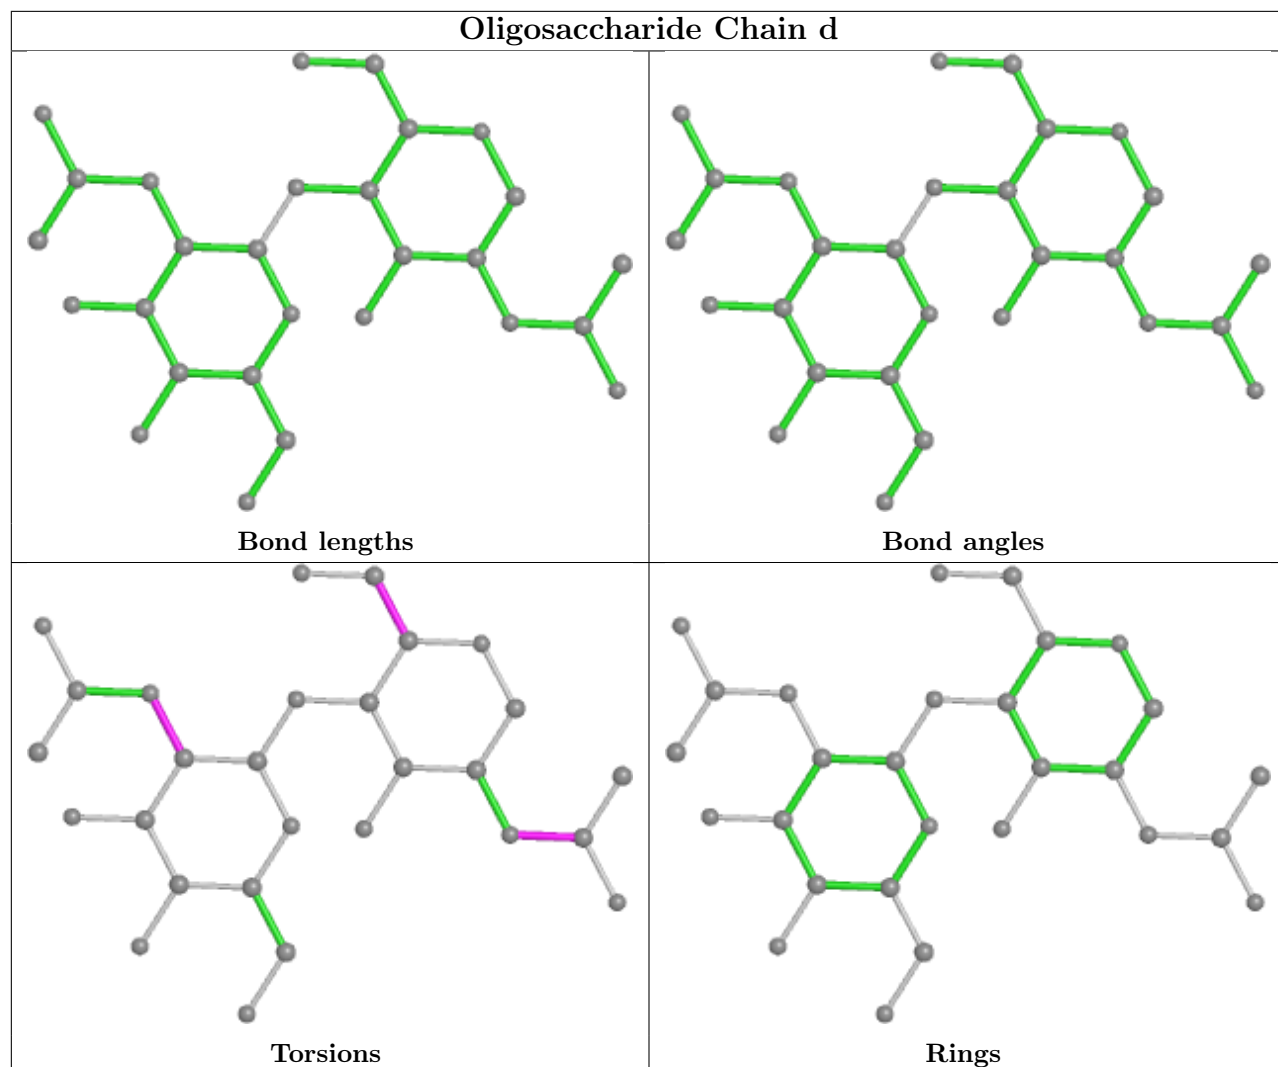 Oligosaccharide Chain d
Bond lengths
Bond angles
Torsions
Rings